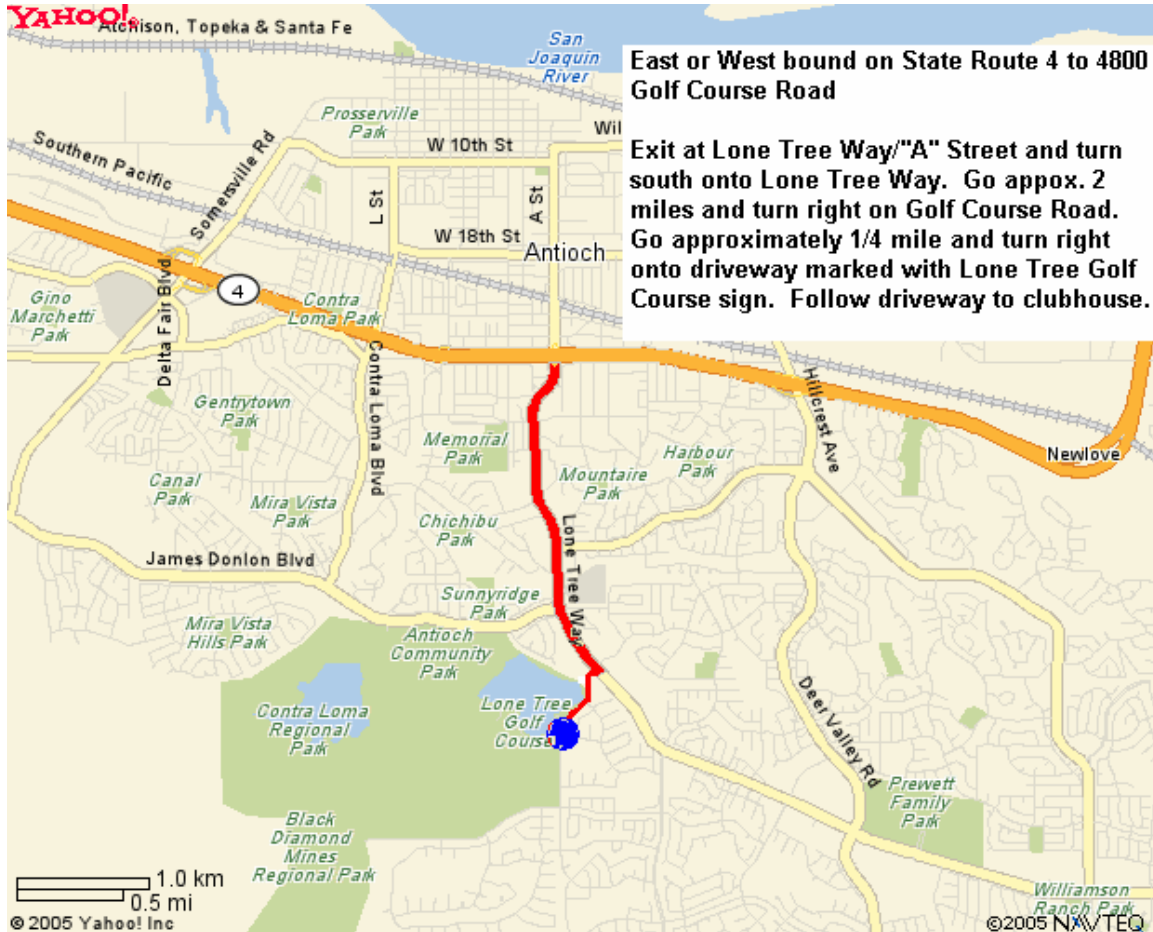 YAHOO!
Atchison, Topeka & Santa Fe
San
Joaquin
River
East or West bound on State Route 4 to 4800
Golf Course Road
Exit at Lone Tree Way/"A" Street and turn
south onto Lone Tree Way. Go appox. 2
miles and turn right on Golf Course Road.
Go approximately 1/4 mile and turn right
onto driveway marked with Lone Tree Golf
Course sign. Follow driveway to clubhouse.
Prosserville
Park
Southern Pacific
Somersville Rd
W 10th St
Wil
L St
A St
W 18th St
Antioch
4
Gino
Marchetti
Park
Delta Fair Blvd
Contra
Loma Park
Contra Loma Blvd
Hillcrest Ave
Newlove
Gentrytown
Park
Memorial
Park
Harbour
Park
Mountaire
Park
Canal
Park
Mira Vista
Park
Chichibu
Park
Lone Tree Way
James Donlon Blvd
Sunnyridge
Park
Mira Vista
Hills Park
Antioch
Community
Park
Contra Loma
Regional
Park
Lone Tree
Golf
Course
Deer Valley Rd
Prewett
Family
Park
Black
Diamond
Mines
Regional Park
1.0 km
0.5 mi
Williamson
Ranch Park
© 2005 Yahoo! Inc
©2005 NAVTEQ